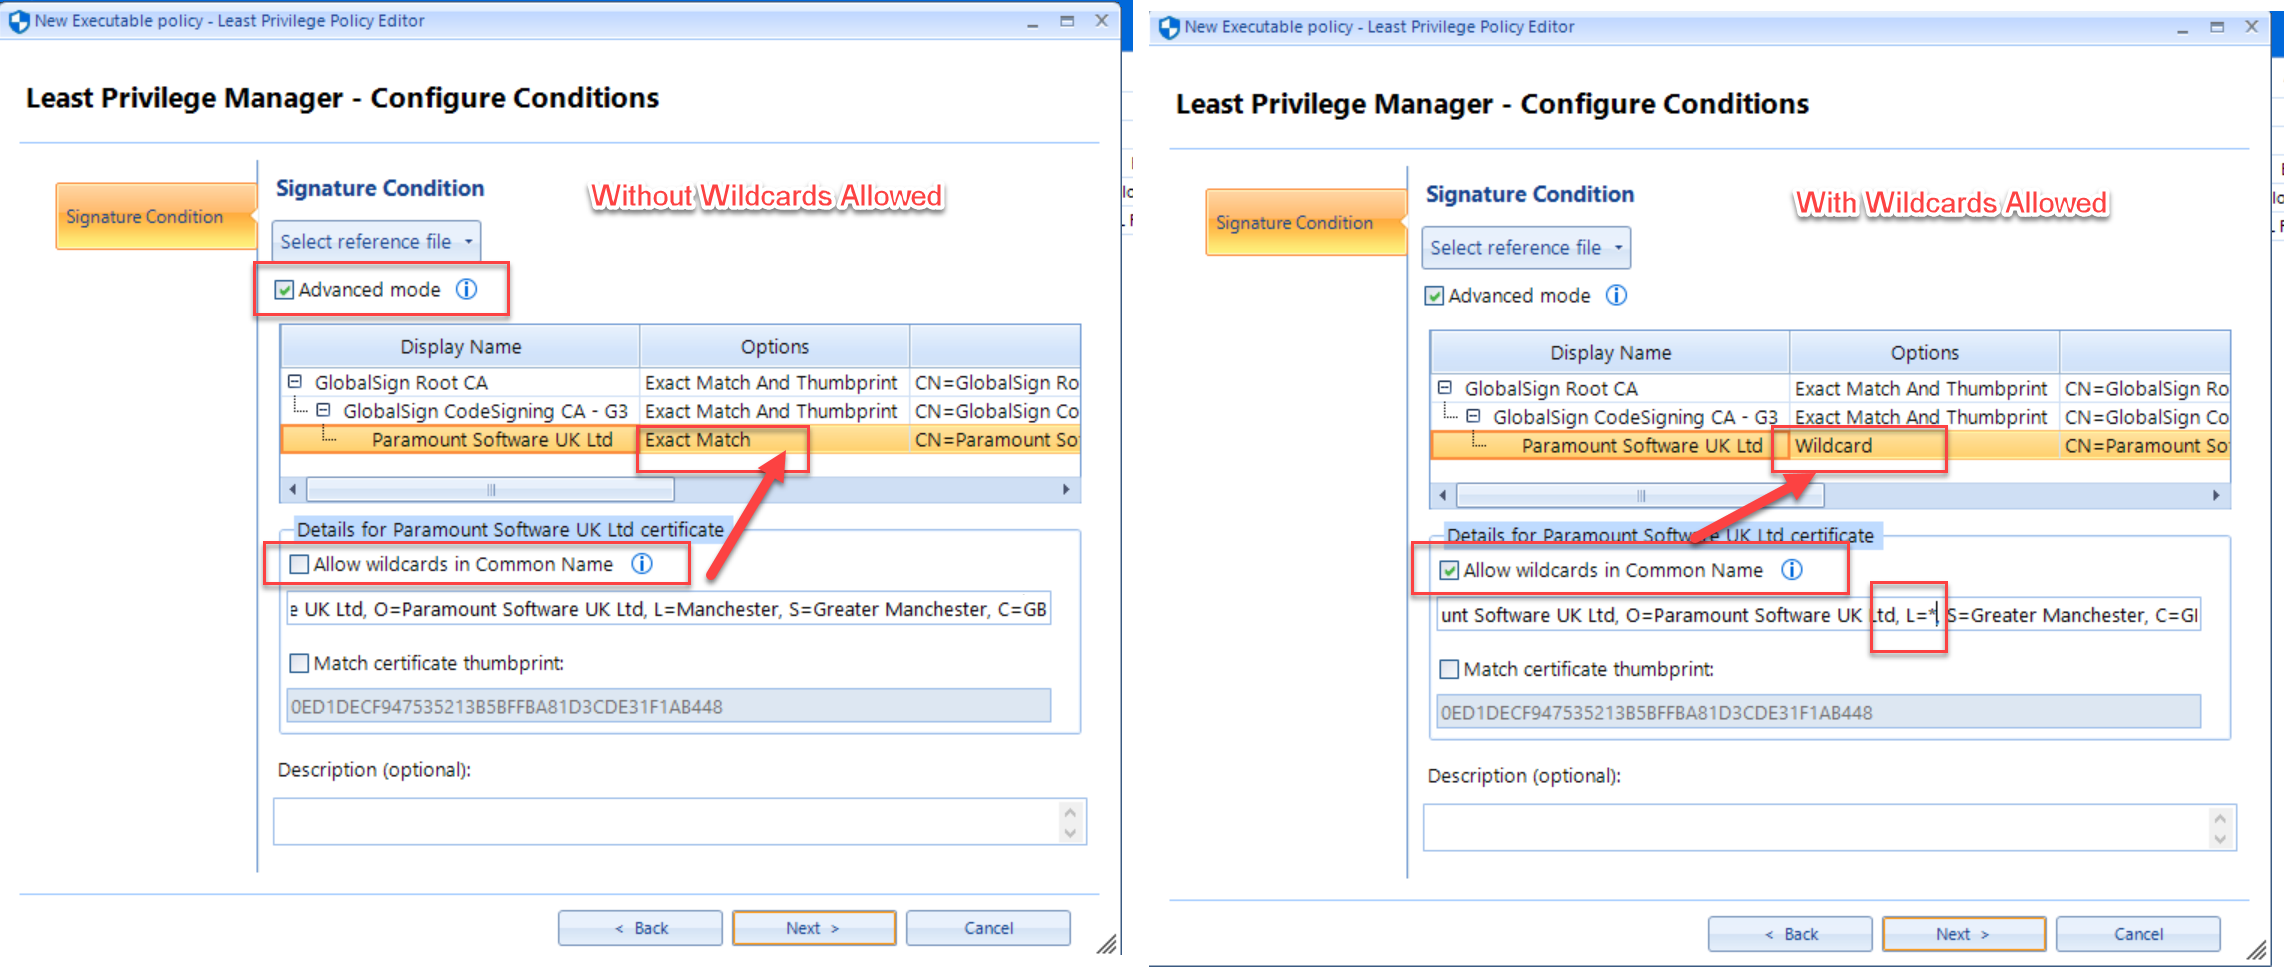 New Executable policy - Least Privilege Policy Editor
Least Privilege Manager - Configure Conditions
Signature Condition
Signature Condition
Without Wildcards Allowed
Select reference file
Advanced mode
Display Name Options
GlobalSign Root CA Exact Match And Thumbprint CN=GlobalSign Ro
GlobalSign CodeSigning CA - G3 Exact Match And Thumbprint CN=GlobalSign Co
Paramount Software UK Ltd Exact Match CN=Paramount So
Details for Paramount Software UK Ltd certificate
Allow wildcards in Common Name
e UK Ltd, O=Paramount Software UK Ltd, L=Manchester, S=Greater Manchester, C=GB
Match certificate thumbprint:
0ED1DECF947535213B5BFFBA81D3CDE31F1AB448
Description (optional):
< Back Next > Cancel
New Executable policy - Least Privilege Policy Editor
Least Privilege Manager - Configure Conditions
Signature Condition
Signature Condition
With Wildcards Allowed
Select reference file
Advanced mode
Display Name Options
GlobalSign Root CA Exact Match And Thumbprint CN=GlobalSign Ro
GlobalSign CodeSigning CA - G3 Exact Match And Thumbprint CN=GlobalSign Co
Paramount Software UK Ltd Wildcard CN=Paramount So
Details for Paramount Software UK Ltd certificate
Allow wildcards in Common Name
unt Software UK Ltd, O=Paramount Software UK Ltd, L=*, S=Greater Manchester, C=G
Match certificate thumbprint:
0ED1DECF947535213B5BFFBA81D3CDE31F1AB448
Description (optional):
< Back Next > Cancel